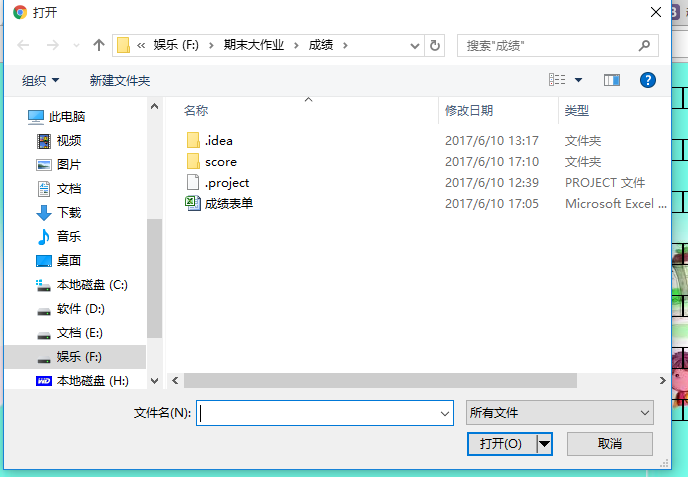 打开
« 娱乐 (F:) > 期末大作业 > 成绩 >
搜索"成绩"
组织
新建文件夹
名称 修改日期 类型
.idea 2017/6/10 13:17 文件夹
score 2017/6/10 17:10 文件夹
.project 2017/6/10 12:39 PROJECT 文件
成绩表单 2017/6/10 17:05 Microsoft Excel ...
此电脑
视频
图片
文档
下载
音乐
桌面
本地磁盘 (C:)
软件 (D:)
文档 (E:)
娱乐 (F:)
本地磁盘 (H:)
文件名(N):
所有文件
打开(O)
取消